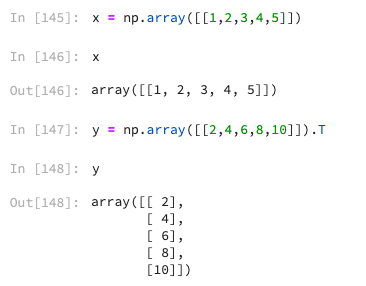 In [145]: x = np.array([[1,2,3,4,5]])
In [146]: x
Out[146]: array([[1, 2, 3, 4, 5]])
In [147]: y = np.array([[2,4,6,8,10]]).T
In [148]: y
Out[148]: array([[ 2],
[ 4],
[ 6],
[ 8],
[10]])